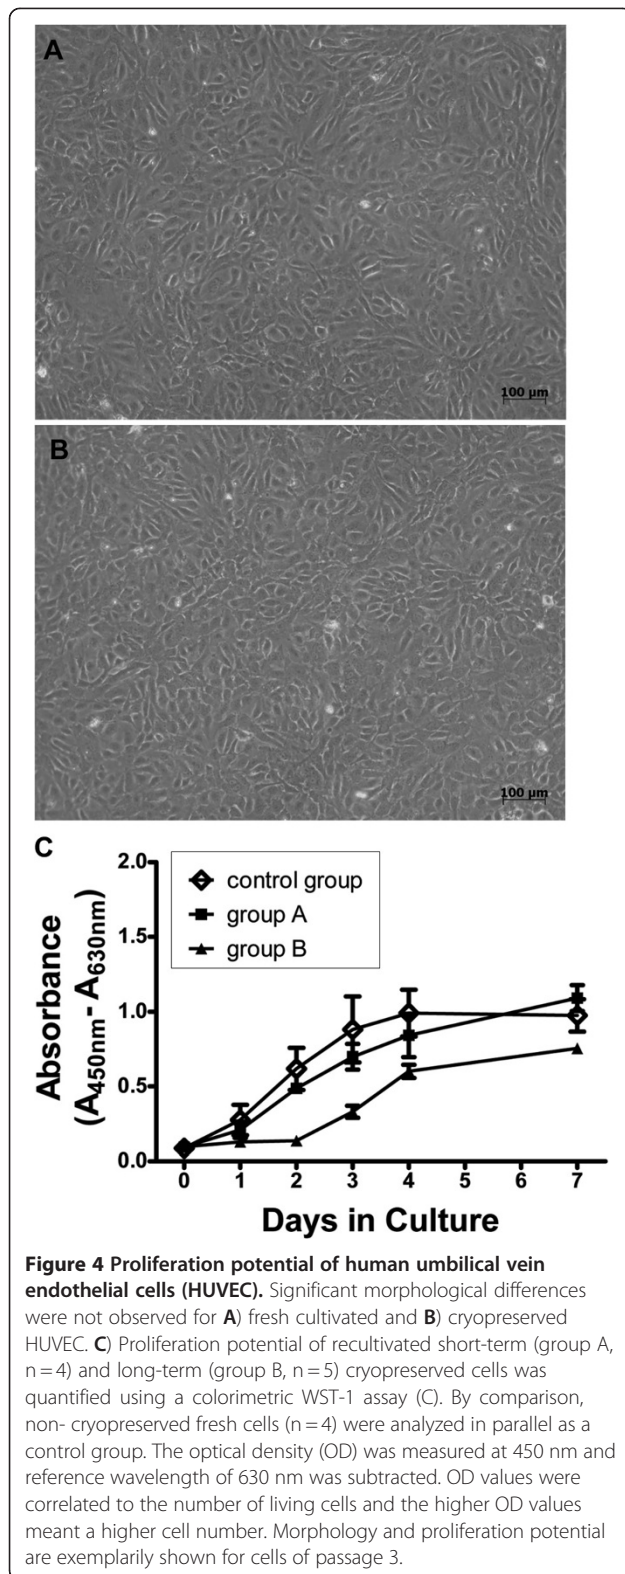 A
100 µm
B
100 µm
C
2.0
1.5
1.0
0.5
0.0
Absorbance
(A450nm- A630nm)
control group
group A
group B
0 1 2 3 4 5 6 7
Days in Culture
Figure 4 Proliferation potential of human umbilical vein
endothelial cells (HUVEC). Significant morphological differences
were not observed for A) fresh cultivated and B) cryopreserved
HUVEC. C) Proliferation potential of recultivated short-term (group A,
n = 4) and long-term (group B, n = 5) cryopreserved cells was
quantified using a colorimetric WST-1 assay (C). By comparison,
non- cryopreserved fresh cells (n = 4) were analyzed in parallel as a
control group. The optical density (OD) was measured at 450 nm and
reference wavelength of 630 nm was subtracted. OD values were
correlated to the number of living cells and the higher OD values
meant a higher cell number. Morphology and proliferation potential
are exemplarily shown for cells of passage 3.